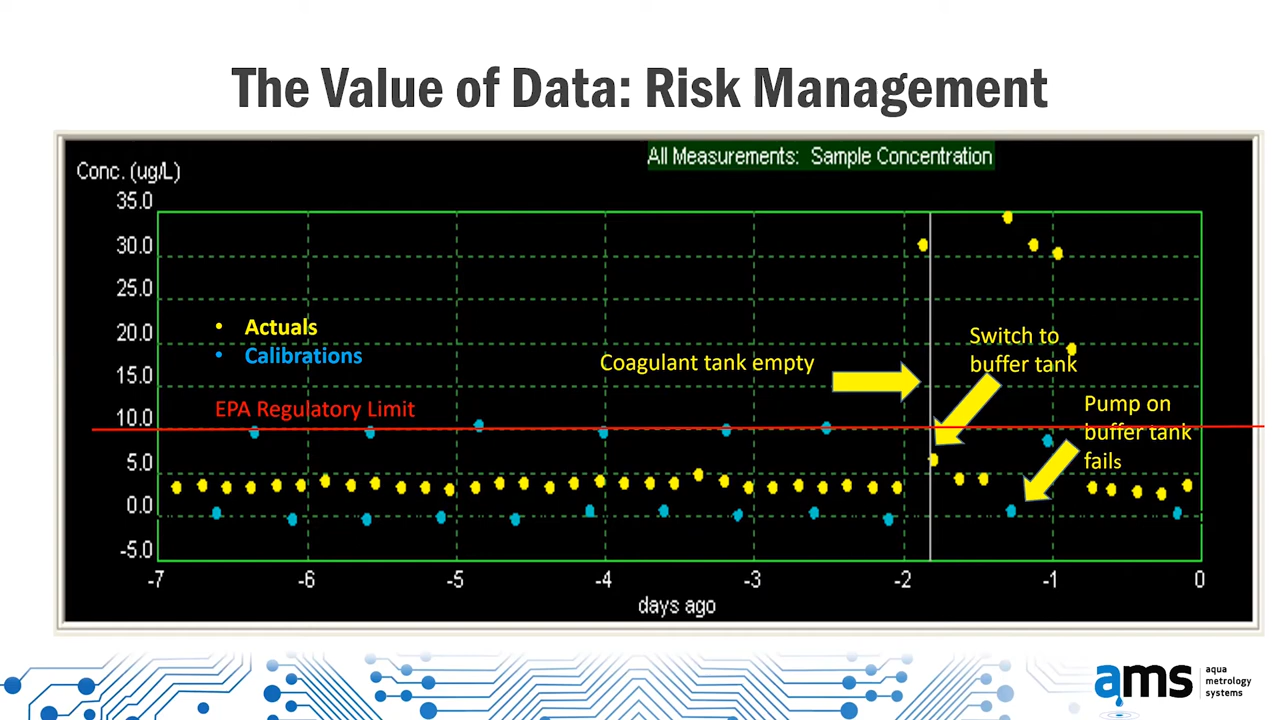 The Value of Data: Risk Management
All Measurements: Sample Concentration
Conc. (ug/L)
35.0
30.0
25.0
20.0
15.0
10.0
5.0
0.0
-5.0
• Actuals
• Calibrations
EPA Regulatory Limit
Coagulant tank empty
Switch to
buffer tank
Pump on
buffer tank
fails
-7 -6 -5 -4 -3 -2 -1 0
days ago
ams
aqua
metrology
systems